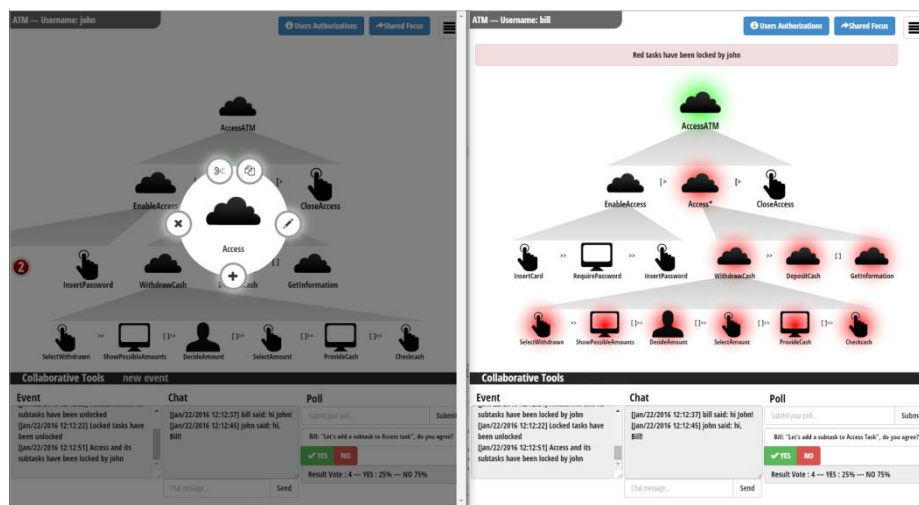 ATM --- Username: john
Users Authorizations
Shared Focus
AccessATM
EnableAccess
[>
CloseAccess
Access
2
InsertPassword
WithdrawCash
[ ]
GetInformation
SelectWithdrawn
>>
ShowPossibleAmounts
[ ]>>
DecideAmount
[ ]>>
SelectAmount
[ ]>>
ProvideCash
[ ]>>
Checkcash
Collaborative Tools
new event
Event
subtasks have been unlocked
[Jan/22/2016 12:12:22] Locked tasks have
been unlocked
[Jan/22/2016 12:12:51] Access and its
subtasks have been locked by john
Chat
[Jan/22/2016 12:12:37] bill said: hi John!
[Jan/22/2016 12:12:45] john said: hi,
Bill!
Chat message...
Send
Poll
Submit your poll...
Submit
Bill: "Let's add a subtask to Access task", do you agree?
YES
NO
Result Vote : 4 --- YES : 25% --- NO 75%
ATM --- Username: bill
Users Authorizations
Shared Focus
Red tasks have been locked by john
AccessATM
EnableAccess
|>
Access*
[>
CloseAccess
InsertCard
>>
RequirePassword
>>
InsertPassword
WithdrawCash
>>
DepositCash
[ ]
GetInformation
SelectWithdrawn
>>
ShowPossibleAmounts
[ ]>>
DecideAmount
[ ]>>
SelectAmount
[ ]>>
ProvideCash
[ ]>>
Checkcash
Collaborative Tools
Event
subtasks have been locked by john
[Jan/22/2016 12:12:22] Locked tasks have
been unlocked
[Jan/22/2016 12:12:51] Access and its
subtasks have been locked by john
Chat
[Jan/22/2016 12:12:37] bill said: hi John!
[Jan/22/2016 12:12:45] john said: hi,
Bill!
Chat message...
Send
Poll
Submit your poll...
Bill: "Let's add a subtask to Access Task", do you agree?
YES
NO
Result Vote : 4 --- YES : 25% --- NO 75%